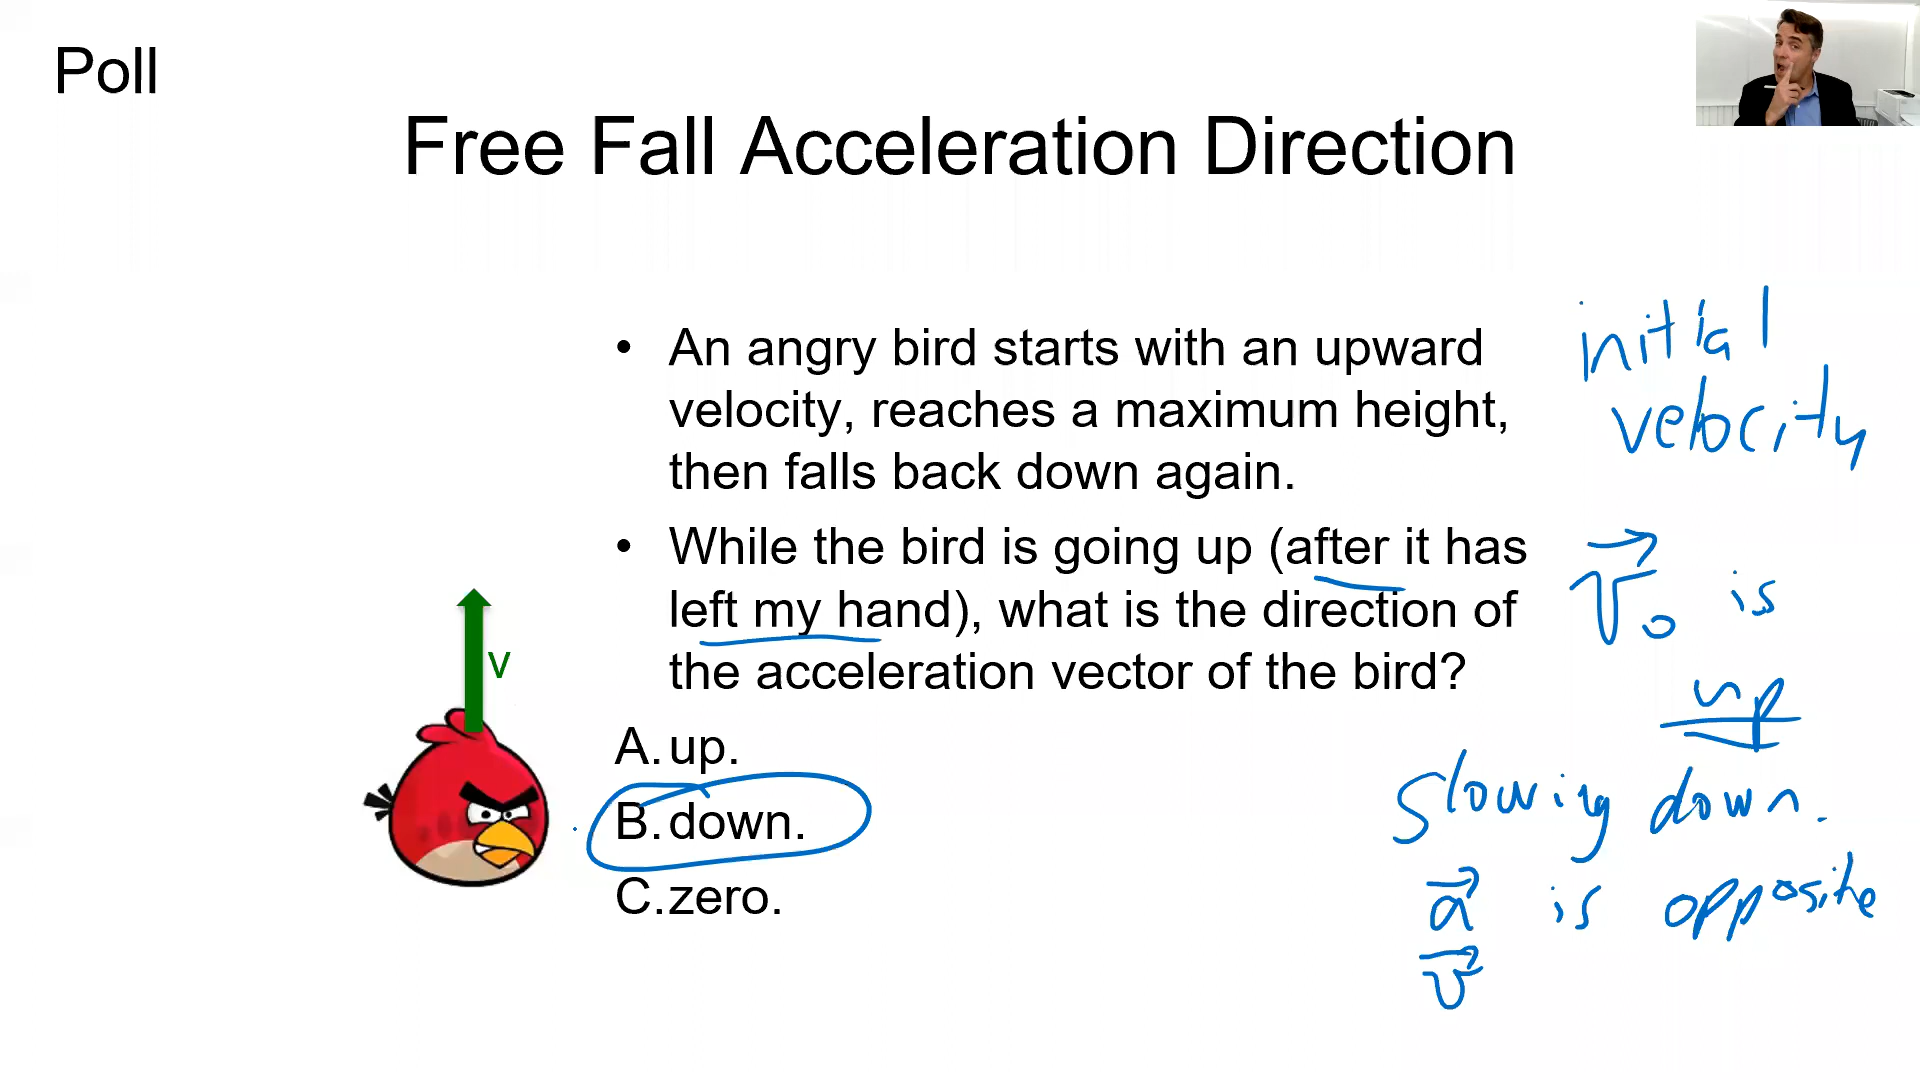 Poll
Free Fall Acceleration Direction
• An angry bird starts with an upward
velocity, reaches a maximum height,
then falls back down again.
• While the bird is going up (after it has
left my hand), what is the direction of
the acceleration vector of the bird?
A. up.
B. down.
C. zero.
v
initial
velocity
v⃗₀ is
up
slowing down.
a⃗ is opposite
v⃗